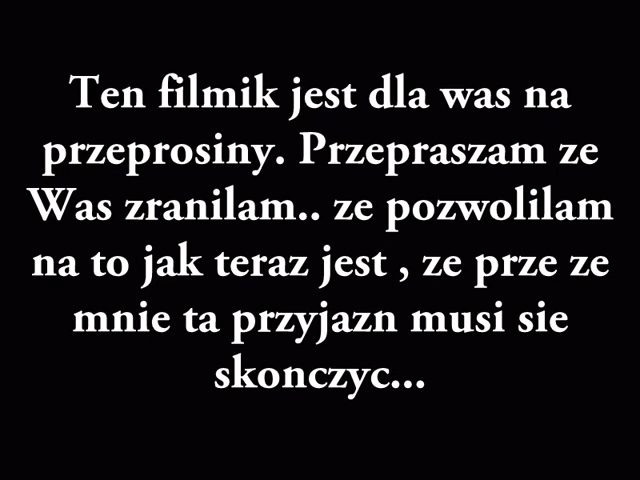 Ten filmik jest dla was na
przeprosiny. Przepraszam ze
Was zranilam.. ze pozwolilam
na to jak teraz jest , ze prze ze
mnie ta przyjazn musi sie
skonczyc...